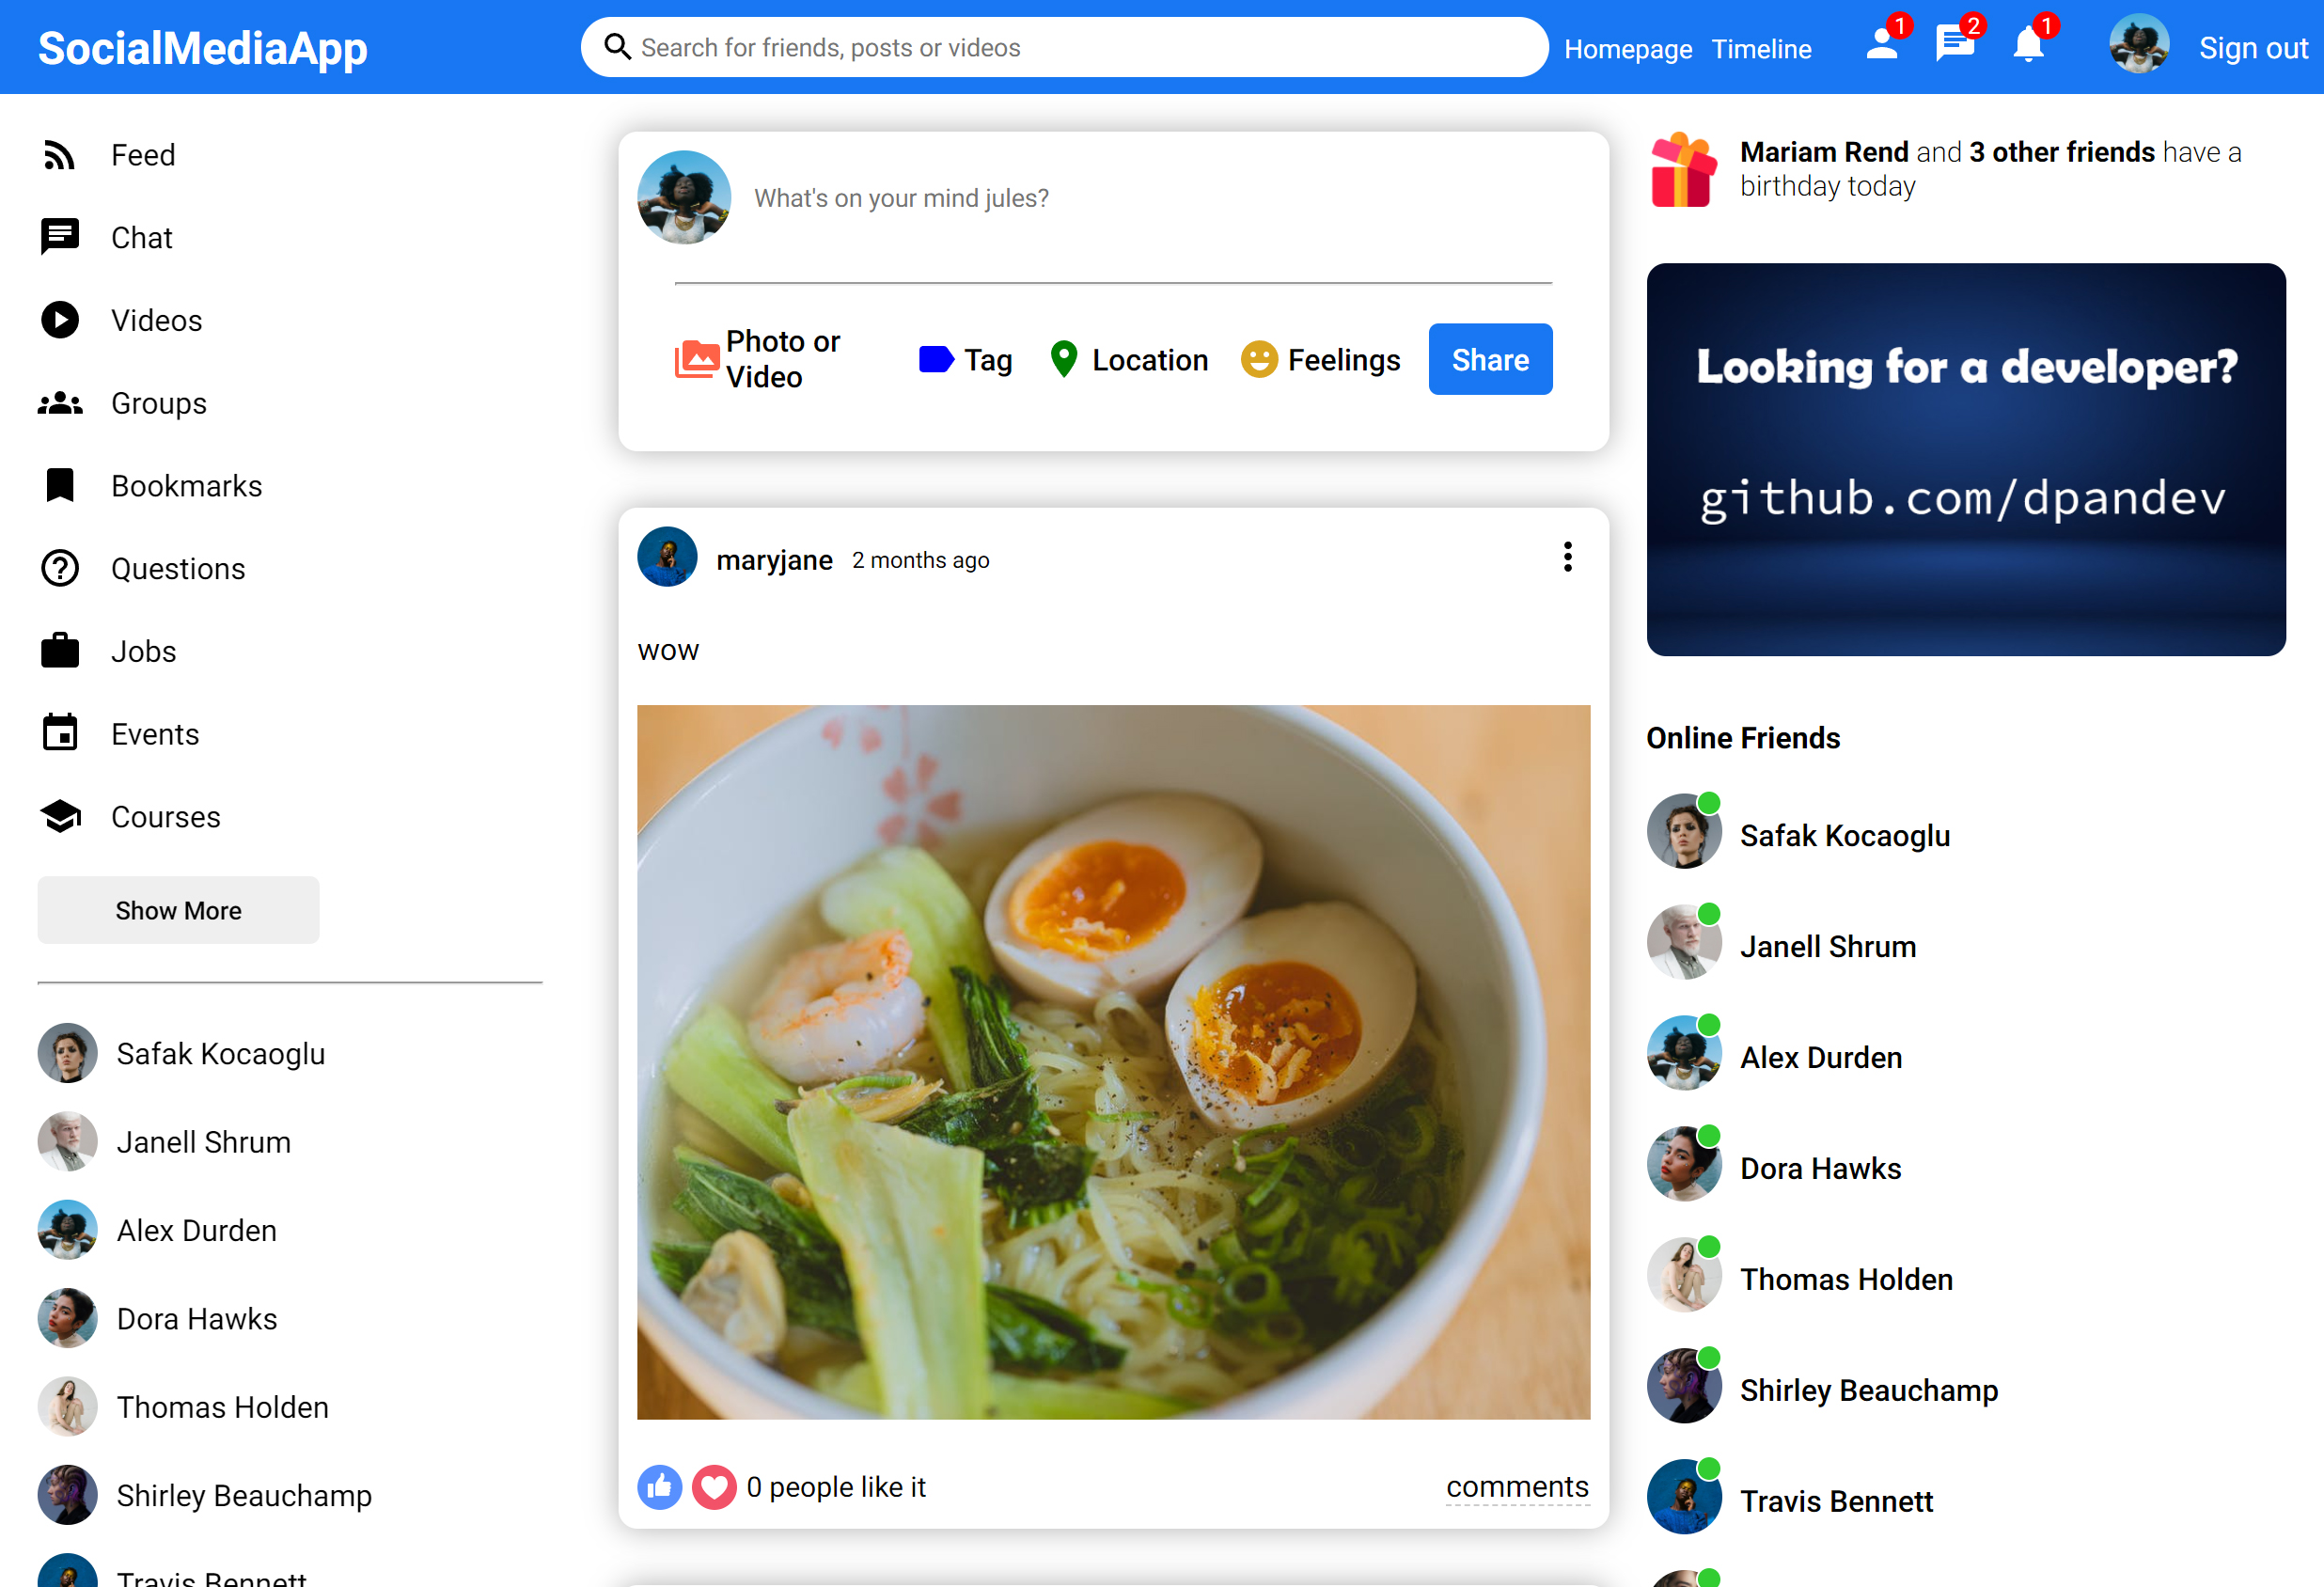 SocialMediaApp
Search for friends, posts or videos
Homepage
Timeline
1
2
1
Sign out
Feed
Chat
Videos
Groups
Bookmarks
Questions
Jobs
Events
Courses
Show More
Safak Kocaoglu
Janell Shrum
Alex Durden
Dora Hawks
Thomas Holden
Shirley Beauchamp
Travis Bennett
What's on your mind jules?
Photo or
Video
Tag
Location
Feelings
Share
maryjane
2 months ago
wow
0 people like it
comments
Mariam Rend and 3 other friends have a
birthday today
Looking for a developer?
github.com/dpandev
Online Friends
Safak Kocaoglu
Janell Shrum
Alex Durden
Dora Hawks
Thomas Holden
Shirley Beauchamp
Travis Bennett